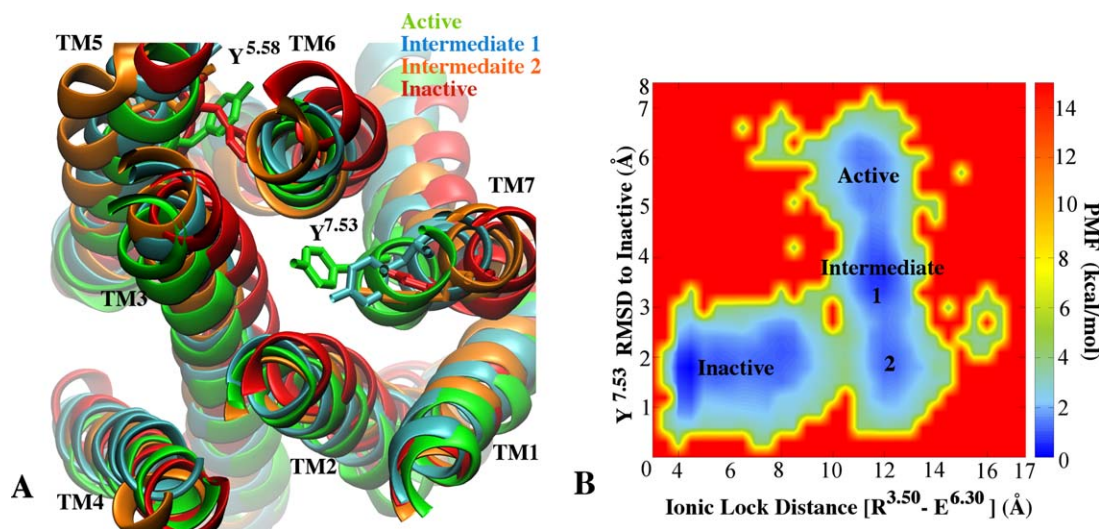 Active
Intermediate 1
Intermedaite 2
Inactive
TM5
Y5.58
TM6
TM7
Y7.53
TM3
TM2
TM1
TM4
A
Y 7.53 RMSD to Inactive (Å)
8
7
6
5
4
3
2
1
0 4 6 8 10 12 14 16 17
Active
Intermediate
1
Inactive
2
Ionic Lock Distance [R3.50- E6.30 ] (Å)
B
14
12
10
8
6
4
2
0
PMF (kcal/mol)